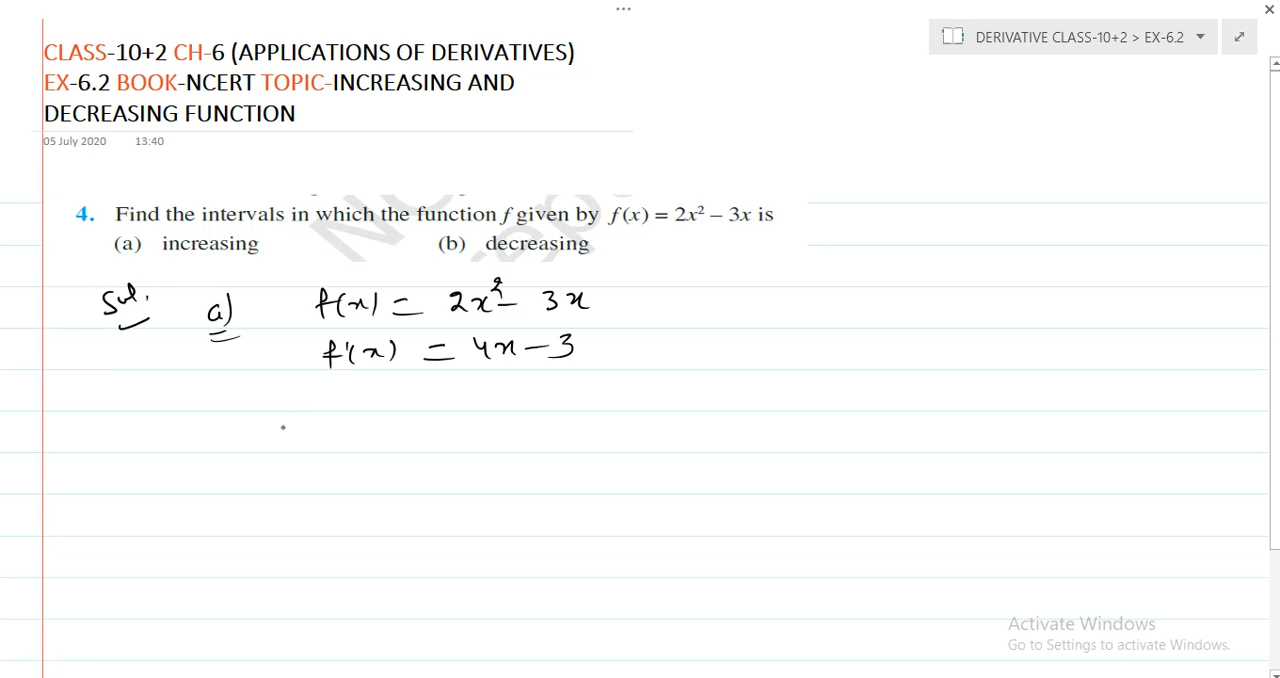 ...
DERIVATIVE CLASS-10+2 > EX-6.2
CLASS-10+2 CH-6 (APPLICATIONS OF DERIVATIVES)
EX-6.2 BOOK-NCERT TOPIC-INCREASING AND
DECREASING FUNCTION
05 July 2020 13:40
4. Find the intervals in which the function f given by f(x) = 2x² – 3x is
(a) increasing (b) decreasing
Sol. a) f(x) = 2x² - 3x
f'(x) = 4x - 3
Activate Windows
Go to Settings to activate Windows.